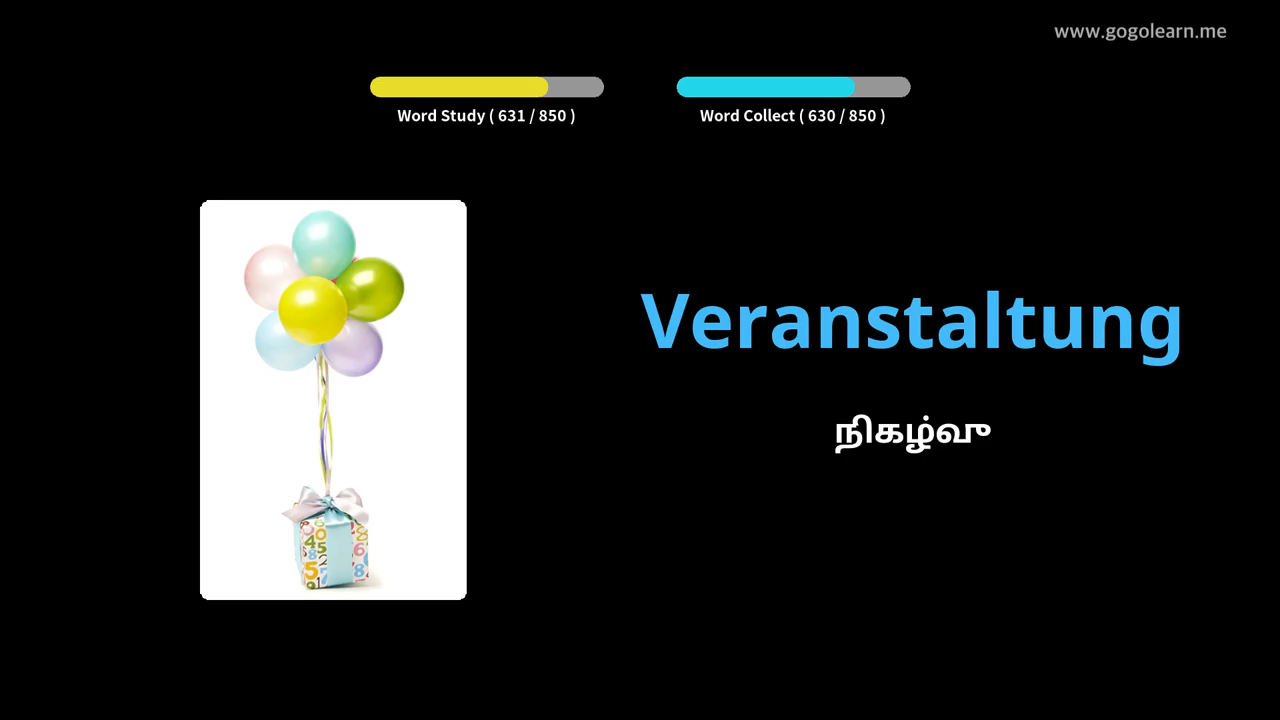 www.gogolearn.me
Word Study ( 631 / 850 )
Word Collect ( 630 / 850 )
Veranstaltung
நிகழ்வு